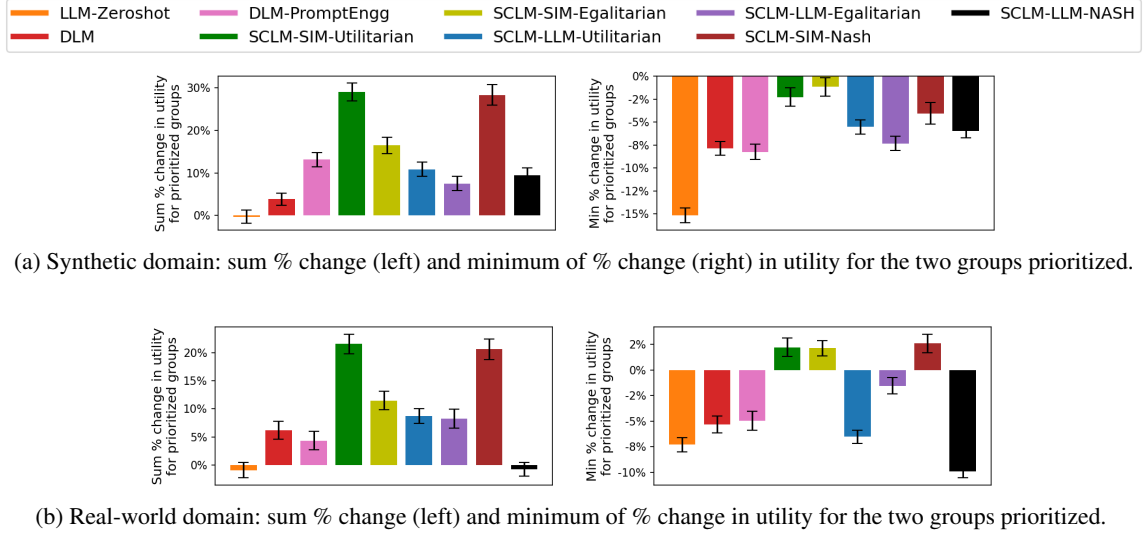 LLM-Zeroshot DLM-PromptEngg SCLM-SIM-Egalitarian SCLM-LLM-Egalitarian SCLM-LLM-NASH
DLM SCLM-SIM-Utilitarian SCLM-LLM-Utilitarian SCLM-SIM-Nash
Sum % change in utility
for prioritized groups
30%
20%
10%
0%
Min % change in utility
for prioritized groups
0%
-2%
-5%
-8%
-10%
-12%
-15%
(a) Synthetic domain: sum % change (left) and minimum of % change (right) in utility for the two groups prioritized.
Sum % change in utility
for prioritized groups
20%
15%
10%
5%
0%
Min % change in utility
for prioritized groups
2%
0%
-2%
-5%
-8%
-10%
(b) Real-world domain: sum % change (left) and minimum of % change in utility for the two groups prioritized.